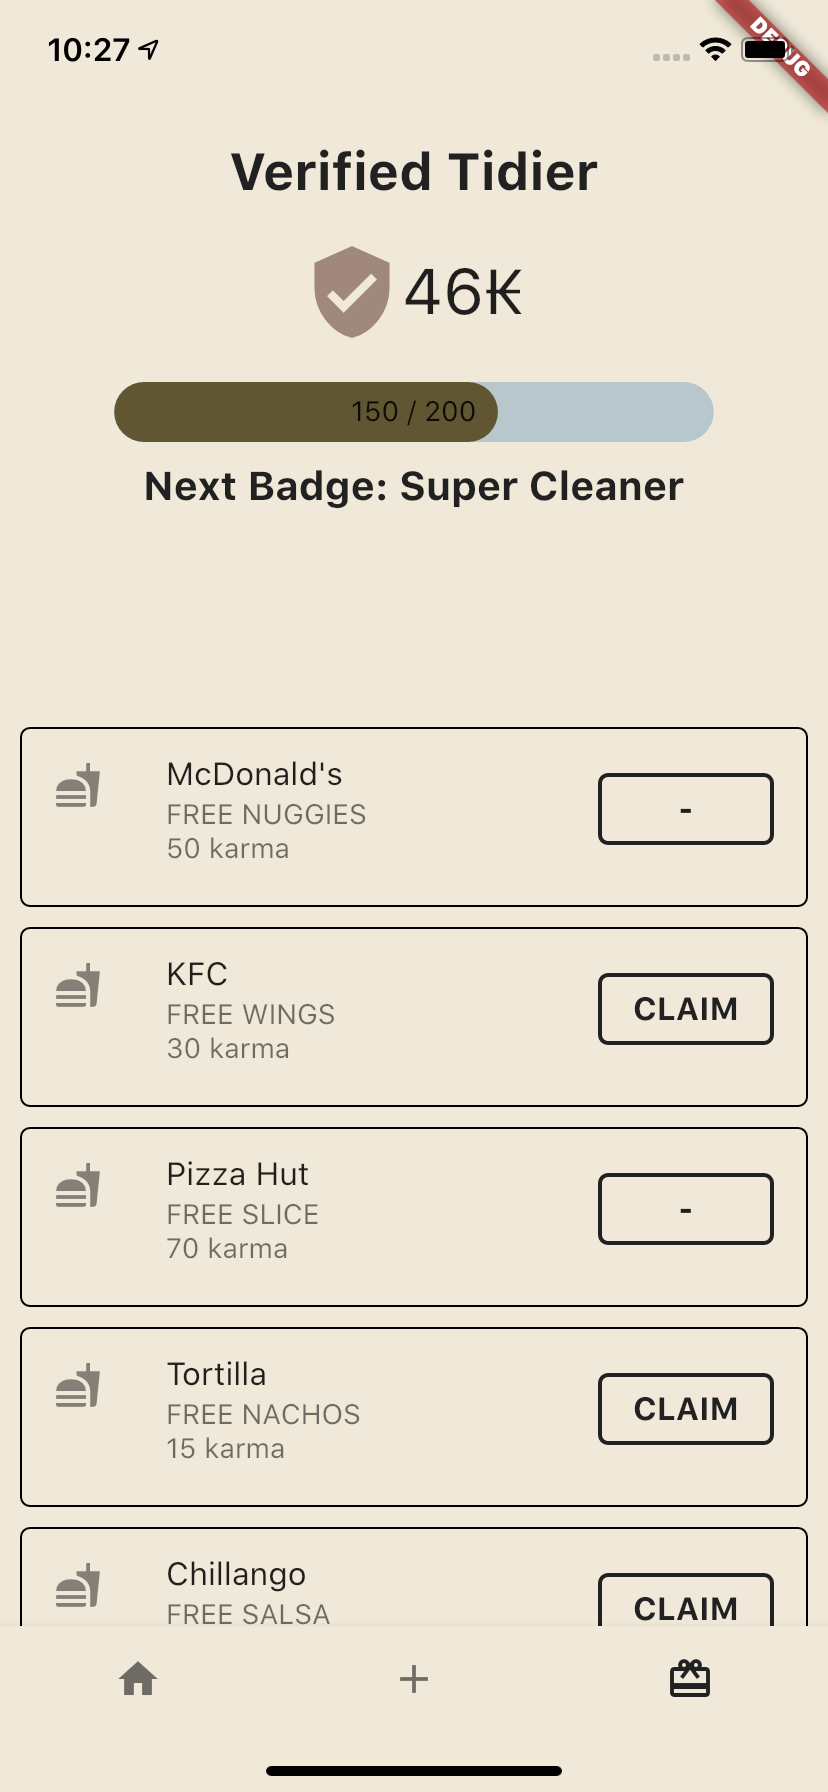 10:27
DEBUG
Verified Tidier
46₭
150 / 200
Next Badge: Super Cleaner
McDonald's
FREE NUGGIES
50 karma
-
KFC
FREE WINGS
30 karma
CLAIM
Pizza Hut
FREE SLICE
70 karma
-
Tortilla
FREE NACHOS
15 karma
CLAIM
Chillango
FREE SALSA
CLAIM